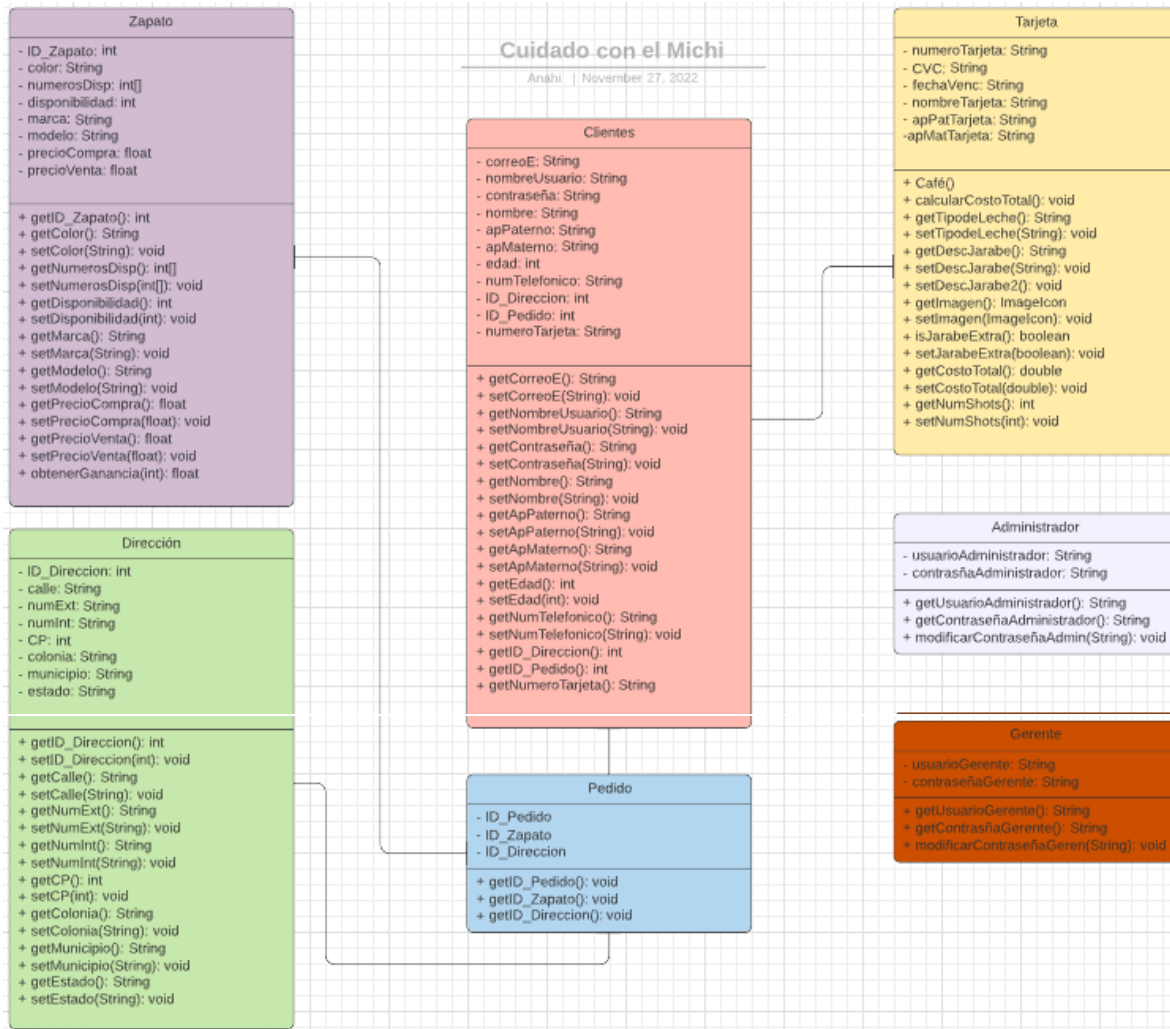 Cuidado con el Michi
Anahi | November 27, 2022
Zapato
- ID_Zapato: int
- color: String
- numerosDisp: int[]
- disponibilidad: int
- marca: String
- modelo: String
- precioCompra: float
- precioVenta: float
+ getID_Zapato(): int
+ getColor(): String
+ setColor(String): void
+ getNumerosDisp(): int[]
+ setNumerosDisp(int[]): void
+ getDisponibilidad(): int
+ setDisponibilidad(int): void
+ getMarca(): String
+ setMarca(String): void
+ getModelo(): String
+ setModelo(String): void
+ getPrecioCompra(): float
+ setPrecioCompra(float): void
+ getPrecioVenta(): float
+ setPrecioVenta(float): void
+ obtenerGanancia(int): float
Dirección
- ID_Direccion: int
- calle: String
- numExt: String
- numInt: String
- CP: int
- colonia: String
- municipio: String
- estado: String
+ getID_Direccion(): int
+ setID_Direccion(int): void
+ getCalle(): String
+ setCalle(String): void
+ getNumExt(): String
+ setNumExt(String): void
+ getNumInt(): String
+ setNumInt(String): void
+ getCP(): int
+ setCP(int): void
+ getColonia(): String
+ setColonia(String): void
+ getMunicipio(): String
+ setMunicipio(String): void
+ getEstado(): String
+ setEstado(String): void
Clientes
- correoE: String
- nombreUsuario: String
- contraseña: String
- nombre: String
- apPaterno: String
- apMaterno: String
- edad: int
- numTelefonico: String
- ID_Direccion: int
- ID_Pedido: int
- numeroTarjeta: String
+ getCorreoE(): String
+ setCorreoE(String): void
+ getNombreUsuario(): String
+ setNombreUsuario(String): void
+ getContraseña(): String
+ setContraseña(String): void
+ getNombre(): String
+ setNombre(String): void
+ getApPaterno(): String
+ setApPaterno(String): void
+ getApMaterno(): String
+ setApMaterno(String): void
+ getEdad(): int
+ setEdad(int): void
+ getNumTelefonico(): String
+ setNumTelefonico(String): void
+ getID_Direccion(): int
+ getID_Pedido(): int
+ getNumeroTarjeta(): String
Pedido
- ID_Pedido
- ID_Zapato
- ID_Direccion
+ getID_Pedido(): void
+ getID_Zapato(): void
+ getID_Direccion(): void
Tarjeta
- numeroTarjeta: String
- CVC: String
- fechaVenc: String
- nombreTarjeta: String
- apPatTarjeta: String
-apMatTarjeta: String
+ Café()
+ calcularCostoTotal(): void
+ getTipodeLeche(): String
+ setTipodeLeche(String): void
+ getDescJarabe(): String
+ setDescJarabe(String): void
+ setDescJarabe2(): void
+ getImagen(): ImageIcon
+ setImagen(ImageIcon): void
+ isJarabeExtra(): boolean
+ setJarabeExtra(boolean): void
+ getCostoTotal(): double
+ setCostoTotal(double): void
+ getNumShots(): int
+ setNumShots(int): void
Administrador
- usuarioAdministrador: String
- contrasñaAdministrador: String
+ getUsuarioAdministrador(): String
+ getContraseñaAdministrador(): String
+ modificarContraseñaAdmin(String): void
Gerente
- usuarioGerente: String
- contraseñaGerente: String
+ getUsuarioGerente(): String
+ getContrasñaGerente(): String
+ modificarContraseñaGeren(String): void